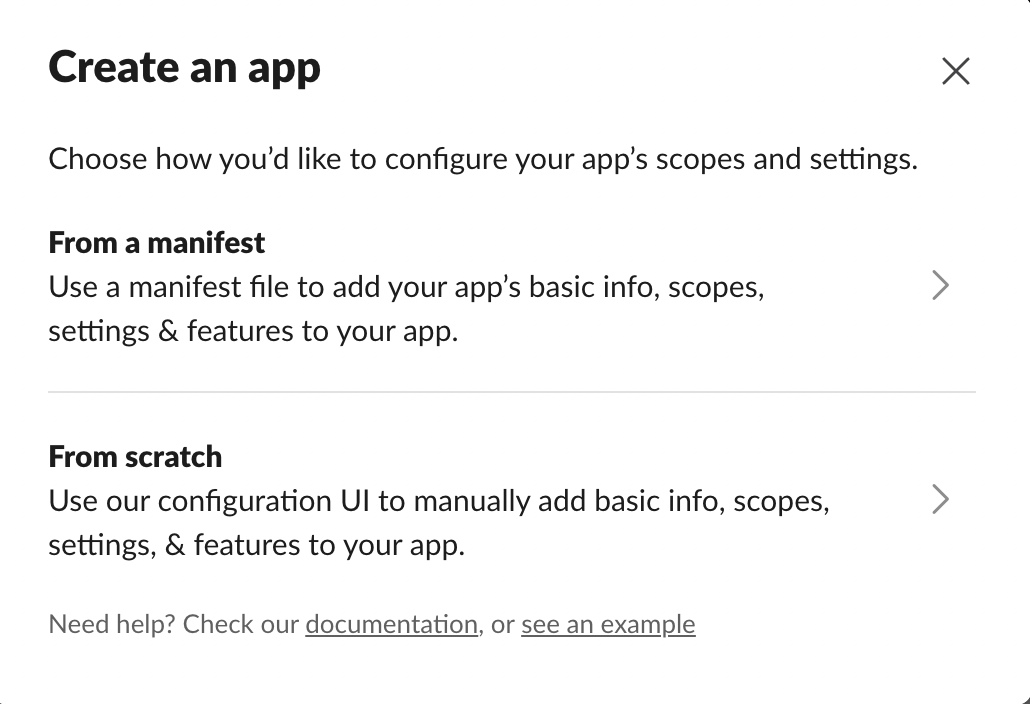 Create an app
Choose how you’d like to configure your app’s scopes and settings.
From a manifest
Use a manifest file to add your app’s basic info, scopes,
settings & features to your app.
From scratch
Use our configuration UI to manually add basic info, scopes,
settings, & features to your app.
Need help? Check our documentation, or see an example